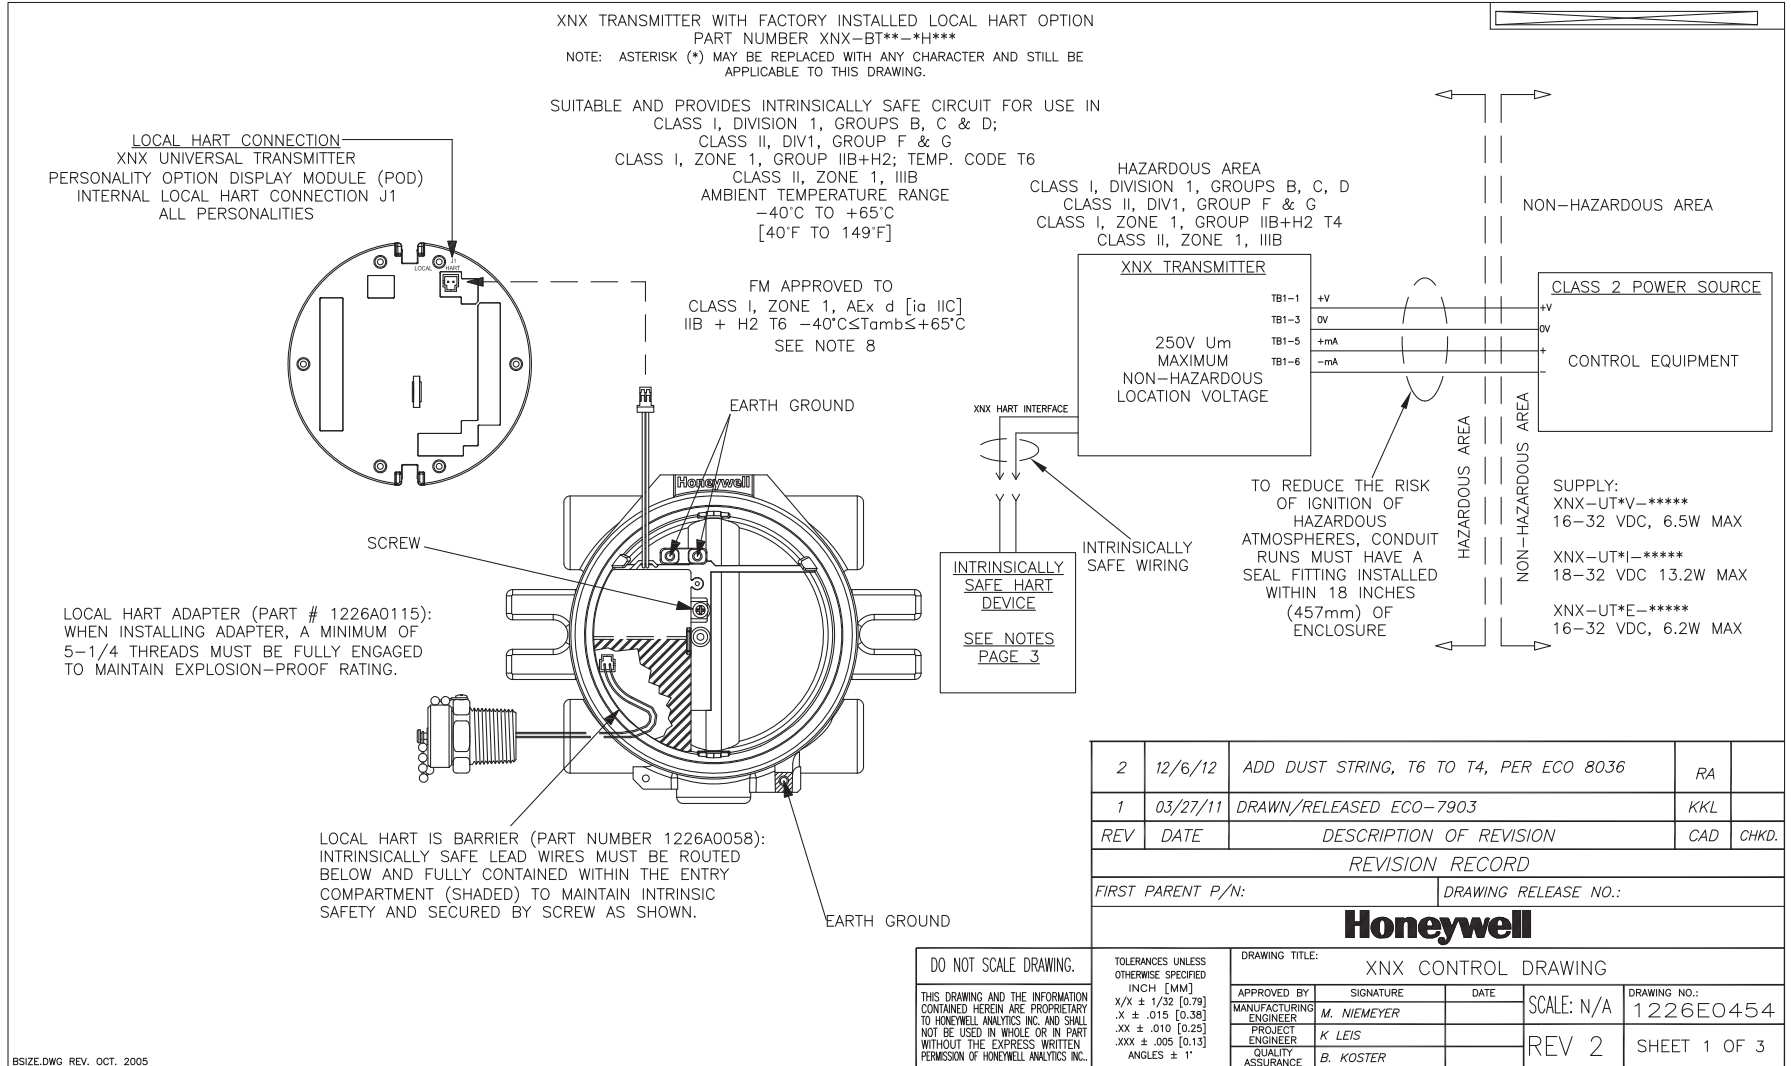 XNX TRANSMITTER WITH FACTORY INSTALLED LOCAL HART OPTION
PART NUMBER XNX-BT**-*H***
NOTE: ASTERISK (*) MAY BE REPLACED WITH ANY CHARACTER AND STILL BE
APPLICABLE TO THIS DRAWING.
SUITABLE AND PROVIDES INTRINSICALLY SAFE CIRCUIT FOR USE IN
CLASS I, DIVISION 1, GROUPS B, C & D;
CLASS II, DIV1, GROUP F & G
CLASS I, ZONE 1, GROUP IIB+H2; TEMP. CODE T6
CLASS II, ZONE 1, IIIB
AMBIENT TEMPERATURE RANGE
-40°C TO +65°C
[40°F TO 149°F]
FM APPROVED TO
CLASS I, ZONE 1, AEx d [ia IIC]
IIB + H2 T6 -40°C≤Tamb≤+65°C
SEE NOTE 8
LOCAL HART CONNECTION
XNX UNIVERSAL TRANSMITTER
PERSONALITY OPTION DISPLAY MODULE (POD)
INTERNAL LOCAL HART CONNECTION J1
ALL PERSONALITIES
J1
LOCAL HART
EARTH GROUND
Honeywell
SCREW
LOCAL HART ADAPTER (PART # 1226A0115):
WHEN INSTALLING ADAPTER, A MINIMUM OF
5-1/4 THREADS MUST BE FULLY ENGAGED
TO MAINTAIN EXPLOSION-PROOF RATING.
LOCAL HART IS BARRIER (PART NUMBER 1226A0058):
INTRINSICALLY SAFE LEAD WIRES MUST BE ROUTED
BELOW AND FULLY CONTAINED WITHIN THE ENTRY
COMPARTMENT (SHADED) TO MAINTAIN INTRINSIC
SAFETY AND SECURED BY SCREW AS SHOWN.
EARTH GROUND
HAZARDOUS AREA
CLASS I, DIVISION 1, GROUPS B, C, D
CLASS II, DIV1, GROUP F & G
CLASS I, ZONE 1, GROUP IIB+H2 T4
CLASS II, ZONE 1, IIIB
XNX TRANSMITTER
TB1-1 +V
TB1-3 0V
TB1-5 +mA
TB1-6 -mA
250V Um
MAXIMUM
NON-HAZARDOUS
LOCATION VOLTAGE
XNX HART INTERFACE
INTRINSICALLY
SAFE WIRING
INTRINSICALLY
SAFE HART
DEVICE
SEE NOTES
PAGE 3
NON-HAZARDOUS AREA
CLASS 2 POWER SOURCE
+V
0V
+
-
CONTROL EQUIPMENT
HAZARDOUS AREA
NON-HAZARDOUS AREA
TO REDUCE THE RISK
OF IGNITION OF
HAZARDOUS
ATMOSPHERES, CONDUIT
RUNS MUST HAVE A
SEAL FITTING INSTALLED
WITHIN 18 INCHES
(457mm) OF
ENCLOSURE
SUPPLY:
XNX-UT*V-*****
16-32 VDC, 6.5W MAX
XNX-UT*I-*****
18-32 VDC 13.2W MAX
XNX-UT*E-*****
16-32 VDC, 6.2W MAX
2 12/6/12 ADD DUST STRING, T6 TO T4, PER ECO 8036 RA
1 03/27/11 DRAWN/RELEASED ECO-7903 KKL
REV DATE DESCRIPTION OF REVISION CAD CHKD.
REVISION RECORD
FIRST PARENT P/N: DRAWING RELEASE NO.:
Honeywell
DO NOT SCALE DRAWING.
THIS DRAWING AND THE INFORMATION
CONTAINED HEREIN ARE PROPRIETARY
TO HONEYWELL ANALYTICS INC. AND SHALL
NOT BE USED IN WHOLE OR IN PART
WITHOUT THE EXPRESS WRITTEN
PERMISSION OF HONEYWELL ANALYTICS INC..
TOLERANCES UNLESS
OTHERWISE SPECIFIED
INCH [MM]
X/X ± 1/32 [0.79]
.X ± .015 [0.38]
.XX ± .010 [0.25]
.XXX ± .005 [0.13]
ANGLES ± 1°
DRAWING TITLE:
XNX CONTROL DRAWING
APPROVED BY SIGNATURE DATE
MANUFACTURING
ENGINEER M. NIEMEYER
PROJECT
ENGINEER K LEIS
QUALITY
ASSURANCE B. KOSTER
SCALE: N/A
DRAWING NO.:
1226E0454
REV 2
SHEET 1 OF 3
BSIZE.DWG REV. OCT. 2005